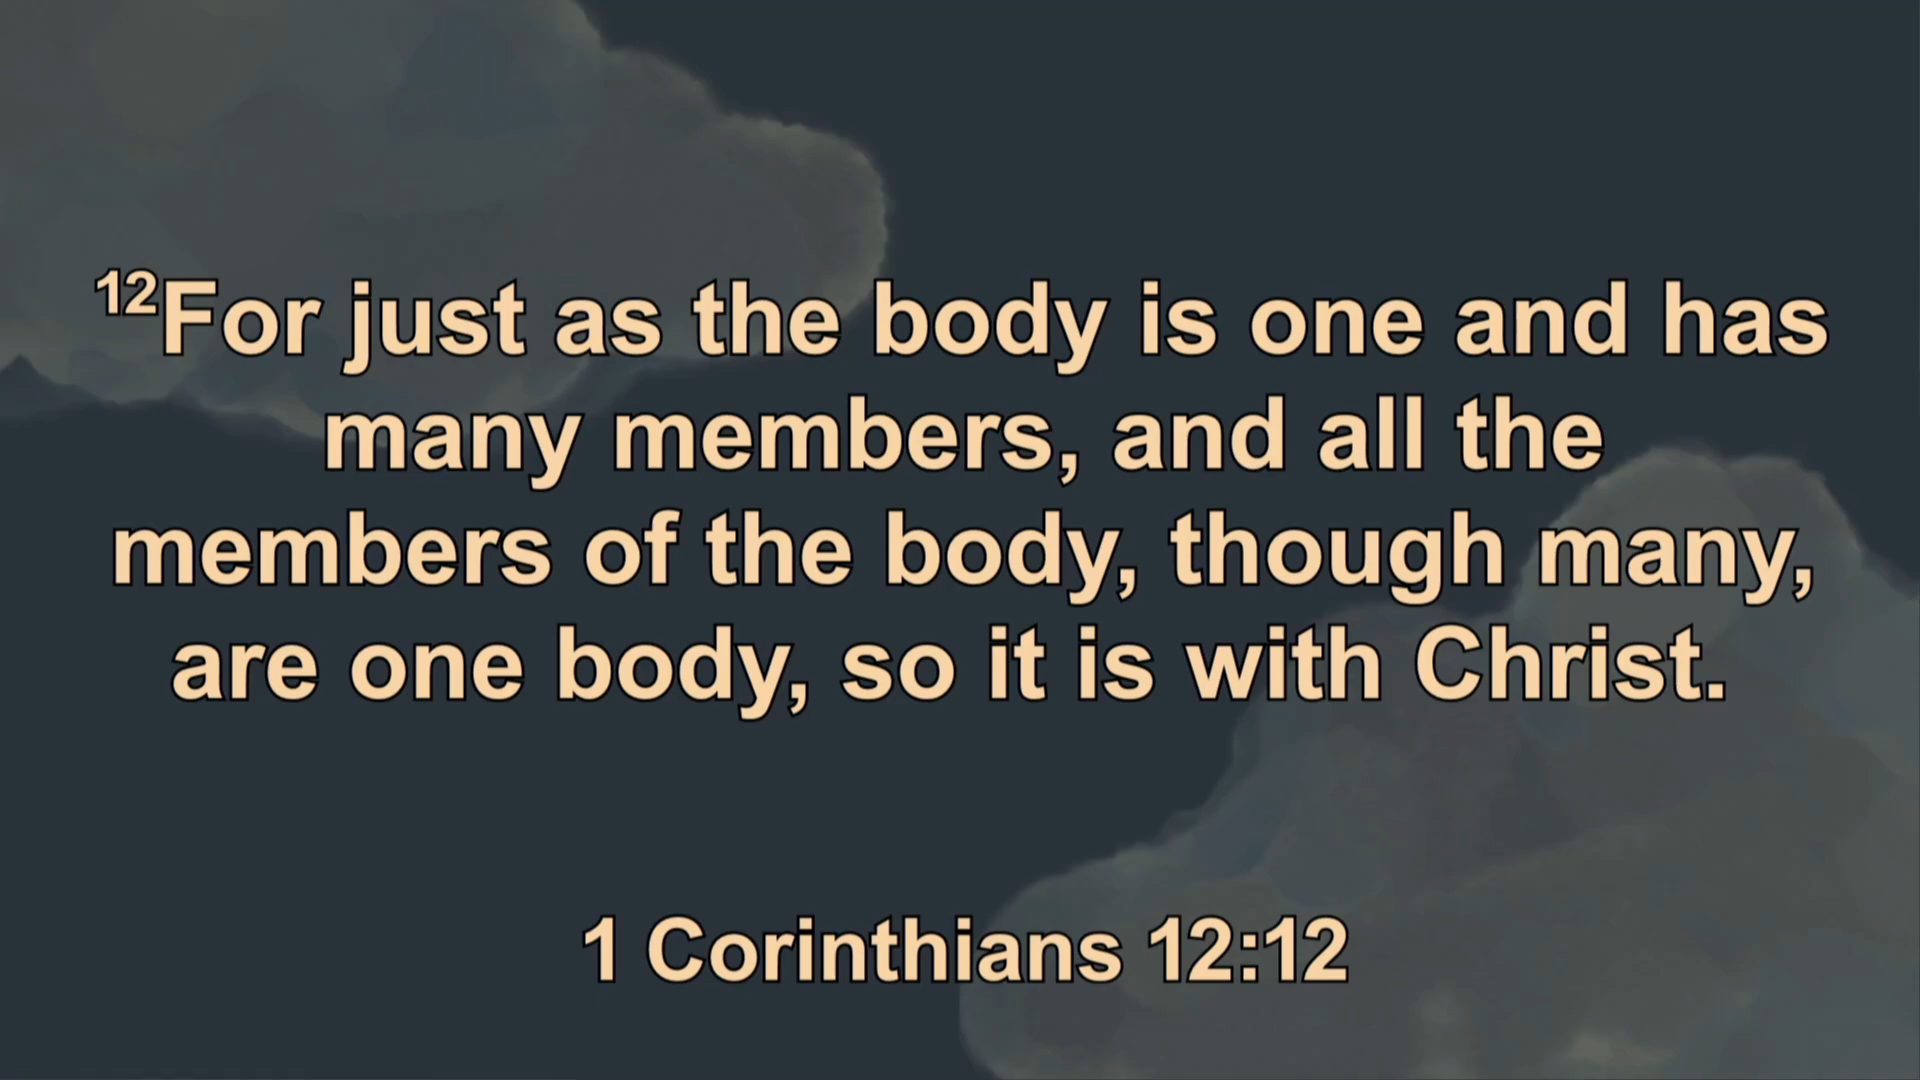 12For just as the body is one and has
many members, and all the
members of the body, though many,
are one body, so it is with Christ.
1 Corinthians 12:12